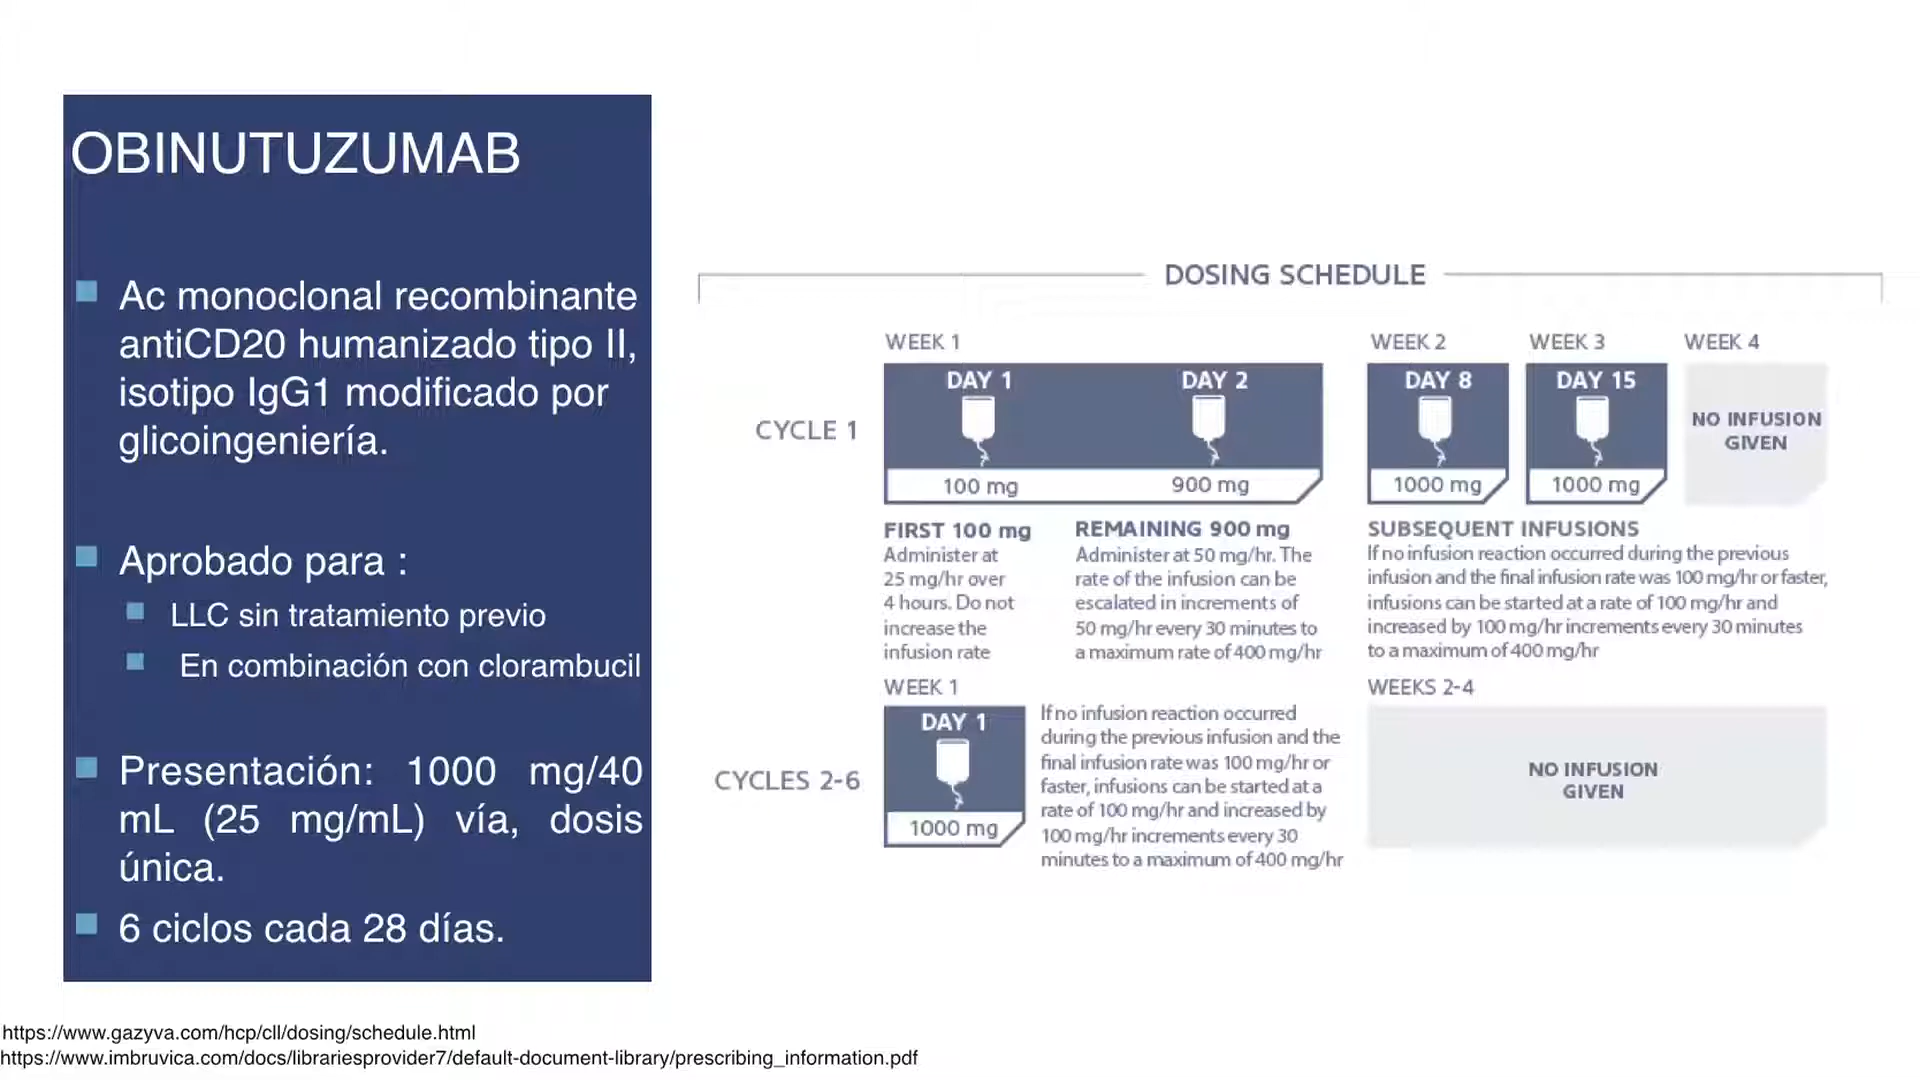 OBINUTUZUMAB
Ac monoclonal recombinante
antiCD20 humanizado tipo II,
isotipo IgG1 modificado por
glicoingeniería.
Aprobado para :
LLC sin tratamiento previo
En combinación con clorambucil
Presentación: 1000 mg/40
mL (25 mg/mL) vía, dosis
única.
6 ciclos cada 28 días.
DOSING SCHEDULE
WEEK 1
WEEK 2
WEEK 3
WEEK 4
CYCLE 1
DAY 1
DAY 2
DAY 8
DAY 15
NO INFUSION
GIVEN
100 mg
900 mg
1000 mg
1000 mg
FIRST 100 mg
Administer at
25 mg/hr over
4 hours. Do not
increase the
infusion rate
REMAINING 900 mg
Administer at 50 mg/hr. The
rate of the infusion can be
escalated in increments of
50 mg/hr every 30 minutes to
a maximum rate of 400 mg/hr
SUBSEQUENT INFUSIONS
If no infusion reaction occurred during the previous
infusion and the final infusion rate was 100 mg/hr or faster,
infusions can be started at a rate of 100 mg/hr and
increased by 100 mg/hr increments every 30 minutes
to a maximum of 400 mg/hr
WEEK 1
WEEKS 2-4
CYCLES 2-6
DAY 1
1000 mg
If no infusion reaction occurred
during the previous infusion and the
final infusion rate was 100 mg/hr or
faster, infusions can be started at a
rate of 100 mg/hr and increased by
100 mg/hr increments every 30
minutes to a maximum of 400 mg/hr
NO INFUSION
GIVEN
https://www.gazyva.com/hcp/cll/dosing/schedule.html
https://www.imbruvica.com/docs/librariesprovider7/default-document-library/prescribing_information.pdf